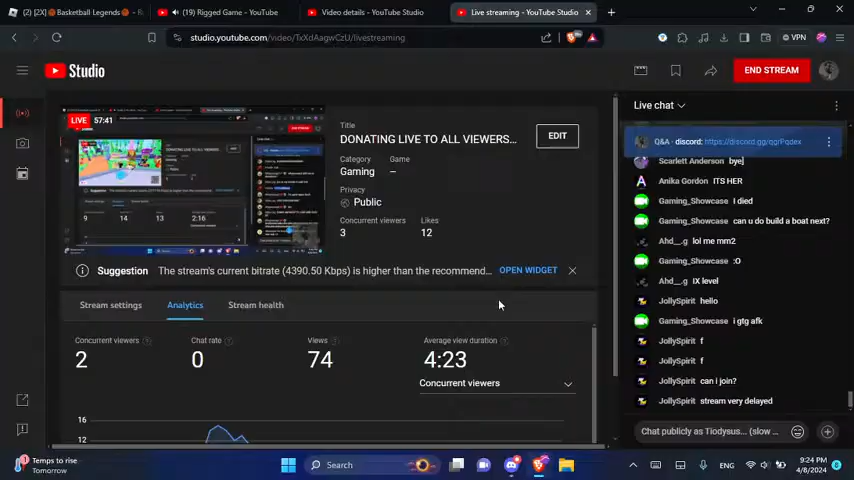 (2) [2X]🏀Basketball Legends🏀 - R
(19) Rigged Game - YouTube
Video details - YouTube Studio
Live streaming - YouTube Studio
studio.youtube.com/video/TxXdAagwCzU/livestreaming
VPN
Studio
END STREAM
LIVE 57:41
Title
DONATING LIVE TO ALL VIEWERS...
EDIT
Category
Game
Gaming
–
Privacy
Public
Concurrent viewers
Likes
3
12
Suggestion
The stream's current bitrate (4390.50 Kbps) is higher than the recommend...
OPEN WIDGET
Stream settings
Analytics
Stream health
Concurrent viewers
Chat rate
Views
Average view duration
2
0
74
4:23
Concurrent viewers
16
12
Live chat
Q&A · discord: https://discord.gg/qgrPqdex
Scarlett Anderson bye]
Anika Gordon ITS HER
Gaming_Showcase I died
Gaming_Showcase can u do build a boat next?
Ahd__.g lol me mm2
Gaming_Showcase :O
Ahd__.g IX level
JollySpirit hello
Gaming_Showcase i gtg afk
JollySpirit f
JollySpirit f
JollySpirit can i join?
JollySpirit stream very delayed
Chat publicly as Tiodysus... (slow ...
Temps to rise
Tomorrow
Search
ENG
9:24 PM
4/8/2024